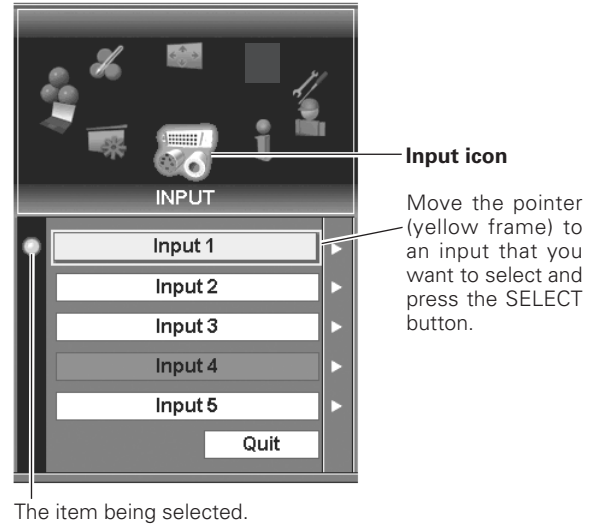 Input icon
INPUT
Move the pointer
(yellow frame) to
an input that you
want to select and
press the SELECT
button.
Input 1
Input 2
Input 3
Input 4
Input 5
Quit
The item being selected.